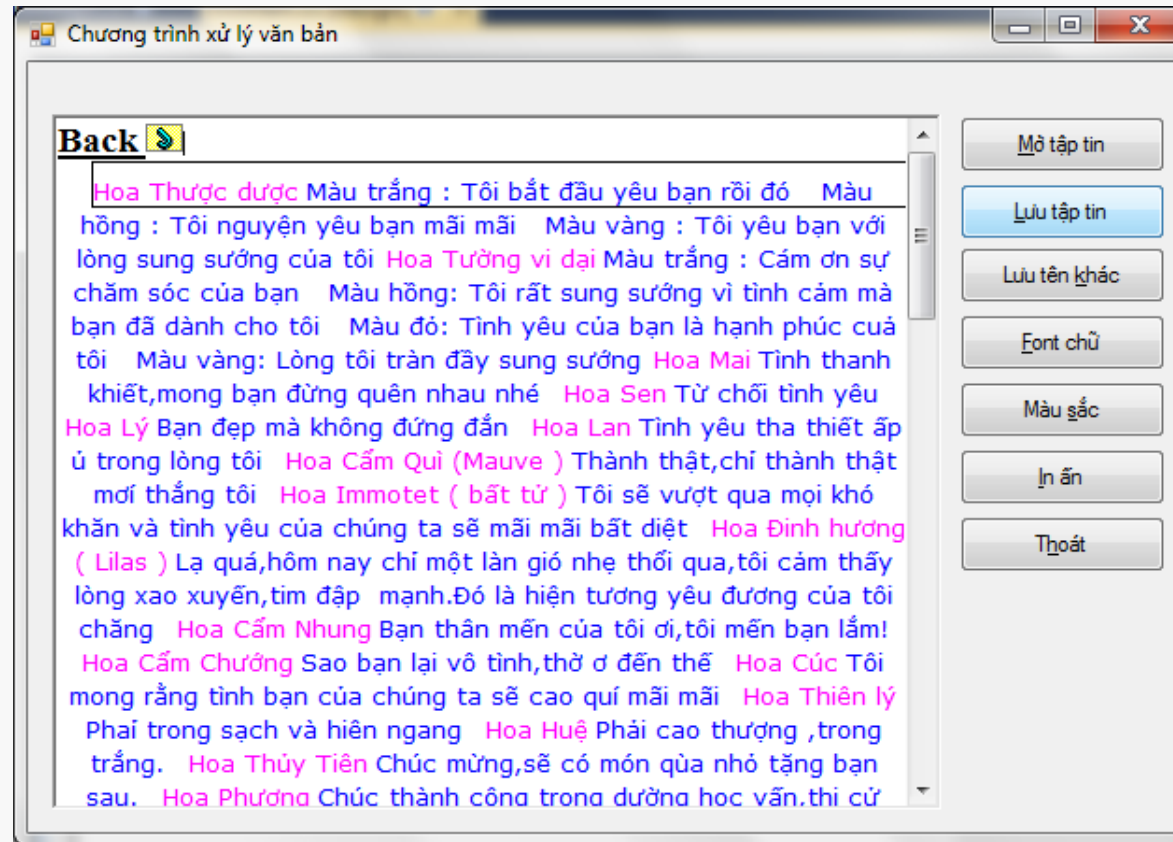 Chương trình xử lý văn bản
Back
Hoa Thược dược Màu trắng : Tôi bắt đầu yêu bạn rồi đó Màu
hồng : Tôi nguyện yêu bạn mãi mãi Màu vàng : Tôi yêu bạn với
lòng sung sướng của tôi Hoa Tường vi dại Màu trắng : Cám ơn sự
chăm sóc của bạn Màu hồng: Tôi rất sung sướng vì tình cảm mà
bạn đã dành cho tôi Màu đỏ: Tình yêu của bạn là hạnh phúc cuả
tôi Màu vàng: Lòng tôi tràn đầy sung sướng Hoa Mai Tình thanh
khiết,mong bạn đừng quên nhau nhé Hoa Sen Từ chối tình yêu
Hoa Lý Bạn đẹp mà không đứng đắn Hoa Lan Tình yêu tha thiết ấp
ủ trong lòng tôi Hoa Cẩm Quì (Mauve ) Thành thật,chỉ thành thật
mơí thắng tôi Hoa Immotet ( bất tử ) Tôi sẽ vượt qua mọi khó
khăn và tình yêu của chúng ta sẽ mãi mãi bất diệt Hoa Đinh hương
( Lilas ) Lạ quá,hôm nay chỉ một làn gió nhẹ thổi qua,tôi cảm thấy
lòng xao xuyến,tim đập mạnh.Đó là hiện tương yêu đương của tôi
chăng Hoa Cẩm Nhung Bạn thân mến của tôi ơi,tôi mến bạn lắm!
Hoa Cẩm Chướng Sao bạn lại vô tình,thờ ơ đến thế Hoa Cúc Tôi
mong rằng tình bạn của chúng ta sẽ cao quí mãi mãi Hoa Thiên lý
Phaỉ trong sạch và hiên ngang Hoa Huệ Phải cao thượng ,trong
trắng. Hoa Thủy Tiên Chúc mừng,sẽ có món qùa nhỏ tặng bạn
sau. Hoa Phượng Chúc thành công trong dường học vấn,thi cử
Mở tập tin
Lưu tập tin
Lưu tên khác
Font chữ
Màu sắc
In ấn
Thoát